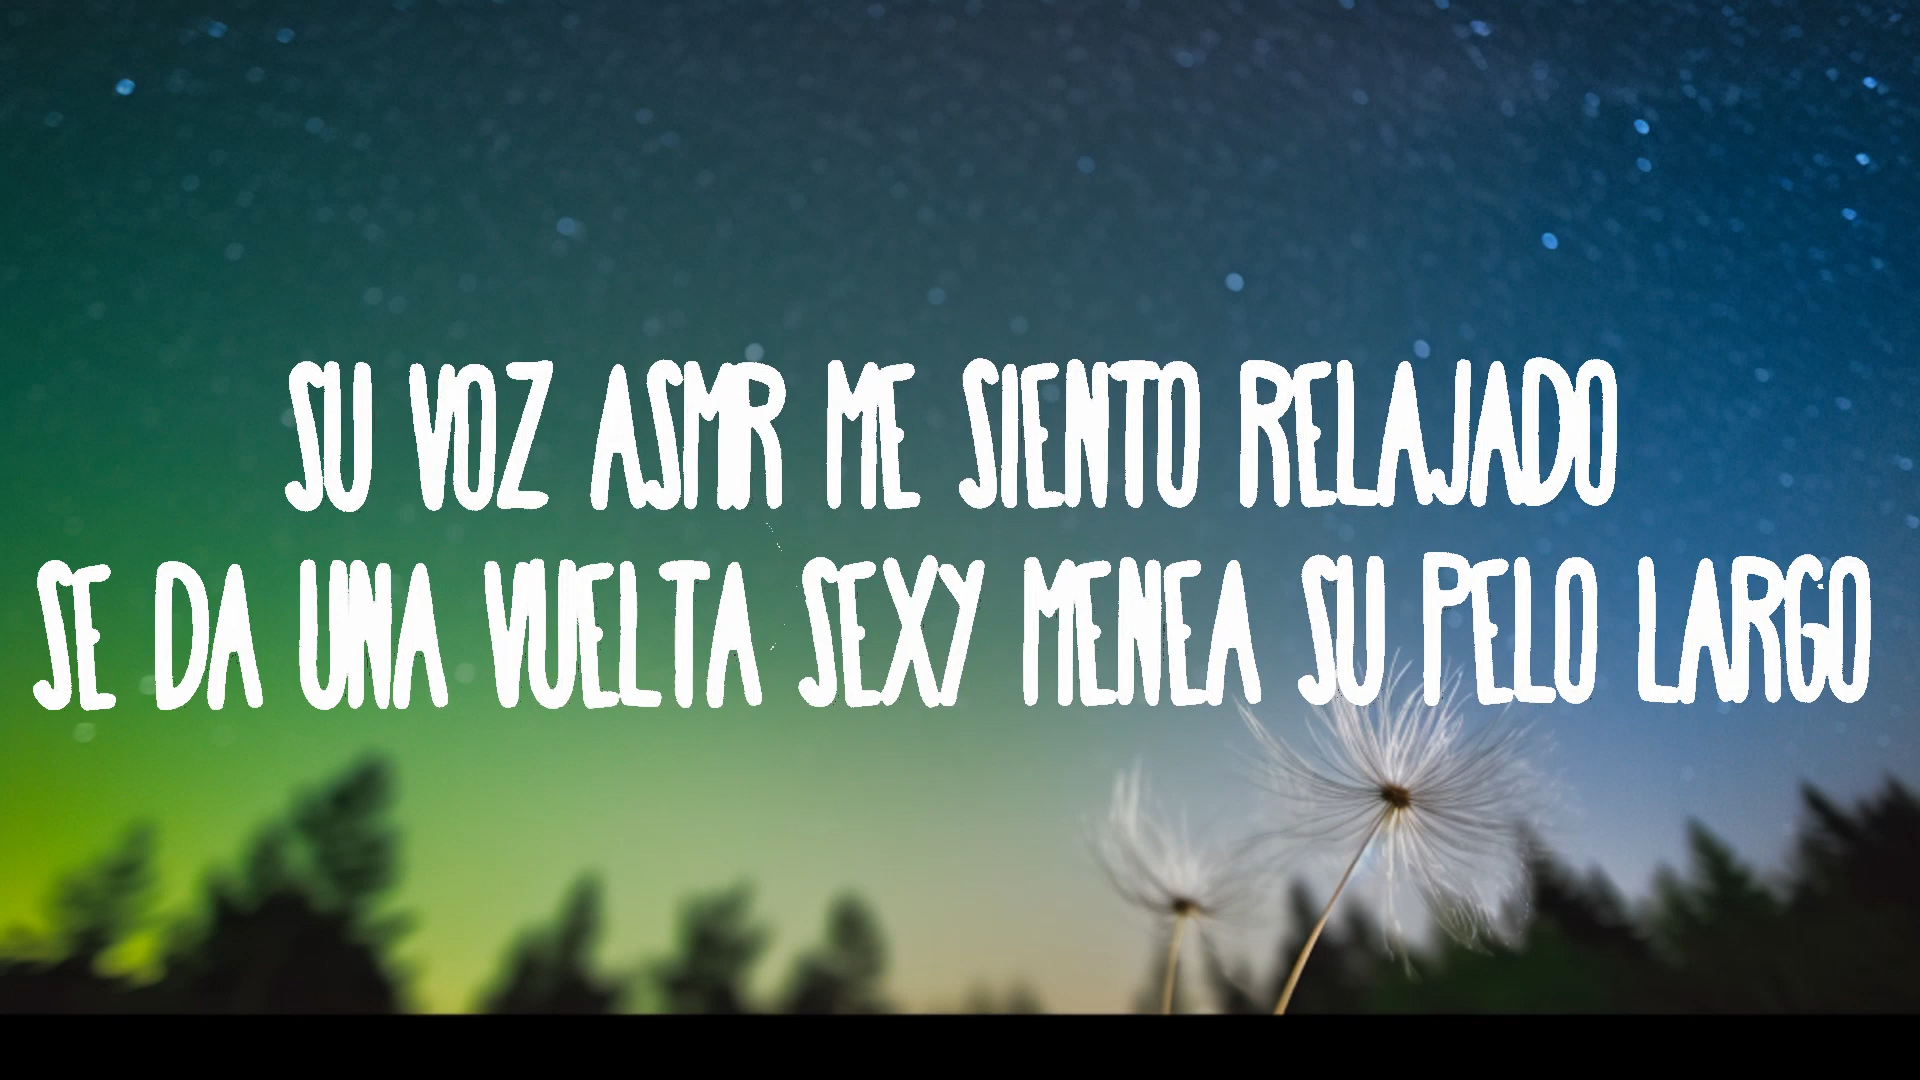 SU VOZ ASMR ME SIENTO RELAJADO
SE DA UNA VUELTA SEXY MENEA SU PELO LARGO